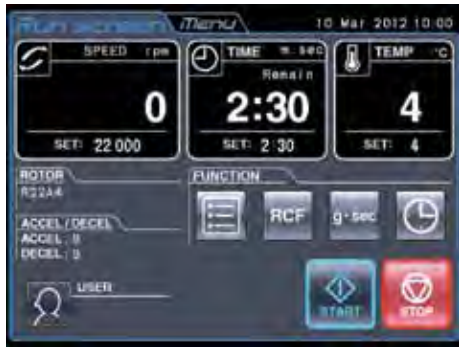 Run screen Menu 10 Mar 2012 10:00
SPEED rpm
0
SET: 22 000
TIME m. sec
Remain
2:30
SET: 2 30
TEMP °C
4
SET: 4
ROTOR
R22A4
ACCEL/DECEL
ACCEL: 9
DECEL: 9
USER
FUNCTION
RCF
g·sec
START
STOP